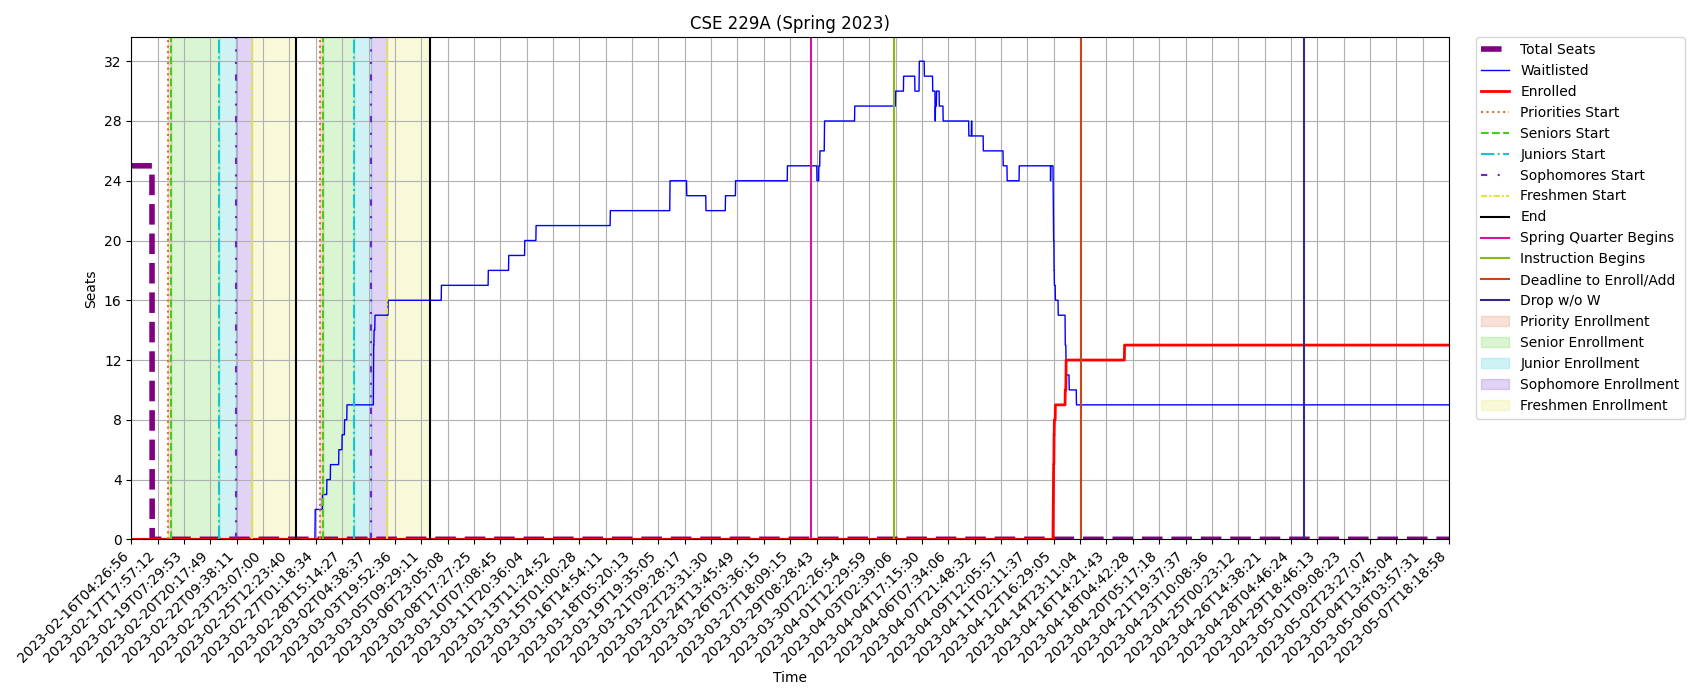 CSE 229A (Spring 2023)
Seats
32
28
24
20
16
12
8
4
0
2023-02-16T04:26:56
2023-02-17T17:57:12
2023-02-19T07:29:53
2023-02-20T20:17:49
2023-02-22T09:38:11
2023-02-23T23:07:00
2023-02-25T12:23:40
2023-02-27T01:18:34
2023-02-28T15:14:27
2023-03-02T04:38:37
2023-03-03T19:52:36
2023-03-05T09:29:11
2023-03-06T23:05:08
2023-03-08T17:27:25
2023-03-10T07:08:45
2023-03-11T20:36:04
2023-03-13T11:24:52
2023-03-15T01:00:28
2023-03-16T14:54:11
2023-03-18T05:20:13
2023-03-19T19:35:05
2023-03-21T09:28:17
2023-03-22T23:31:30
2023-03-24T13:45:49
2023-03-26T03:36:15
2023-03-27T18:09:15
2023-03-29T08:28:43
2023-03-30T22:26:54
2023-04-01T12:29:59
2023-04-03T02:39:06
2023-04-04T17:15:30
2023-04-06T07:34:06
2023-04-07T21:48:32
2023-04-09T12:05:57
2023-04-11T02:11:37
2023-04-12T16:29:05
2023-04-14T23:11:04
2023-04-16T14:21:43
2023-04-18T04:42:28
2023-04-20T05:17:18
2023-04-21T19:37:37
2023-04-23T10:08:36
2023-04-25T00:23:12
2023-04-26T14:38:21
2023-04-28T04:46:24
2023-04-29T18:46:13
2023-05-01T09:08:23
2023-05-02T23:27:07
2023-05-04T13:45:04
2023-05-06T03:57:31
2023-05-07T18:18:58
Time
Total Seats
Waitlisted
Enrolled
Priorities Start
Seniors Start
Juniors Start
Sophomores Start
Freshmen Start
End
Spring Quarter Begins
Instruction Begins
Deadline to Enroll/Add
Drop w/o W
Priority Enrollment
Senior Enrollment
Junior Enrollment
Sophomore Enrollment
Freshmen Enrollment